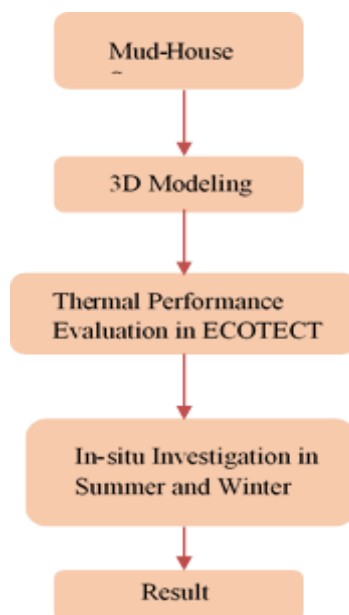 Mud-House
3D Modeling
Thermal Performance
Evaluation in ECOTECT
In-situ Investigation in
Summer and Winter
Result